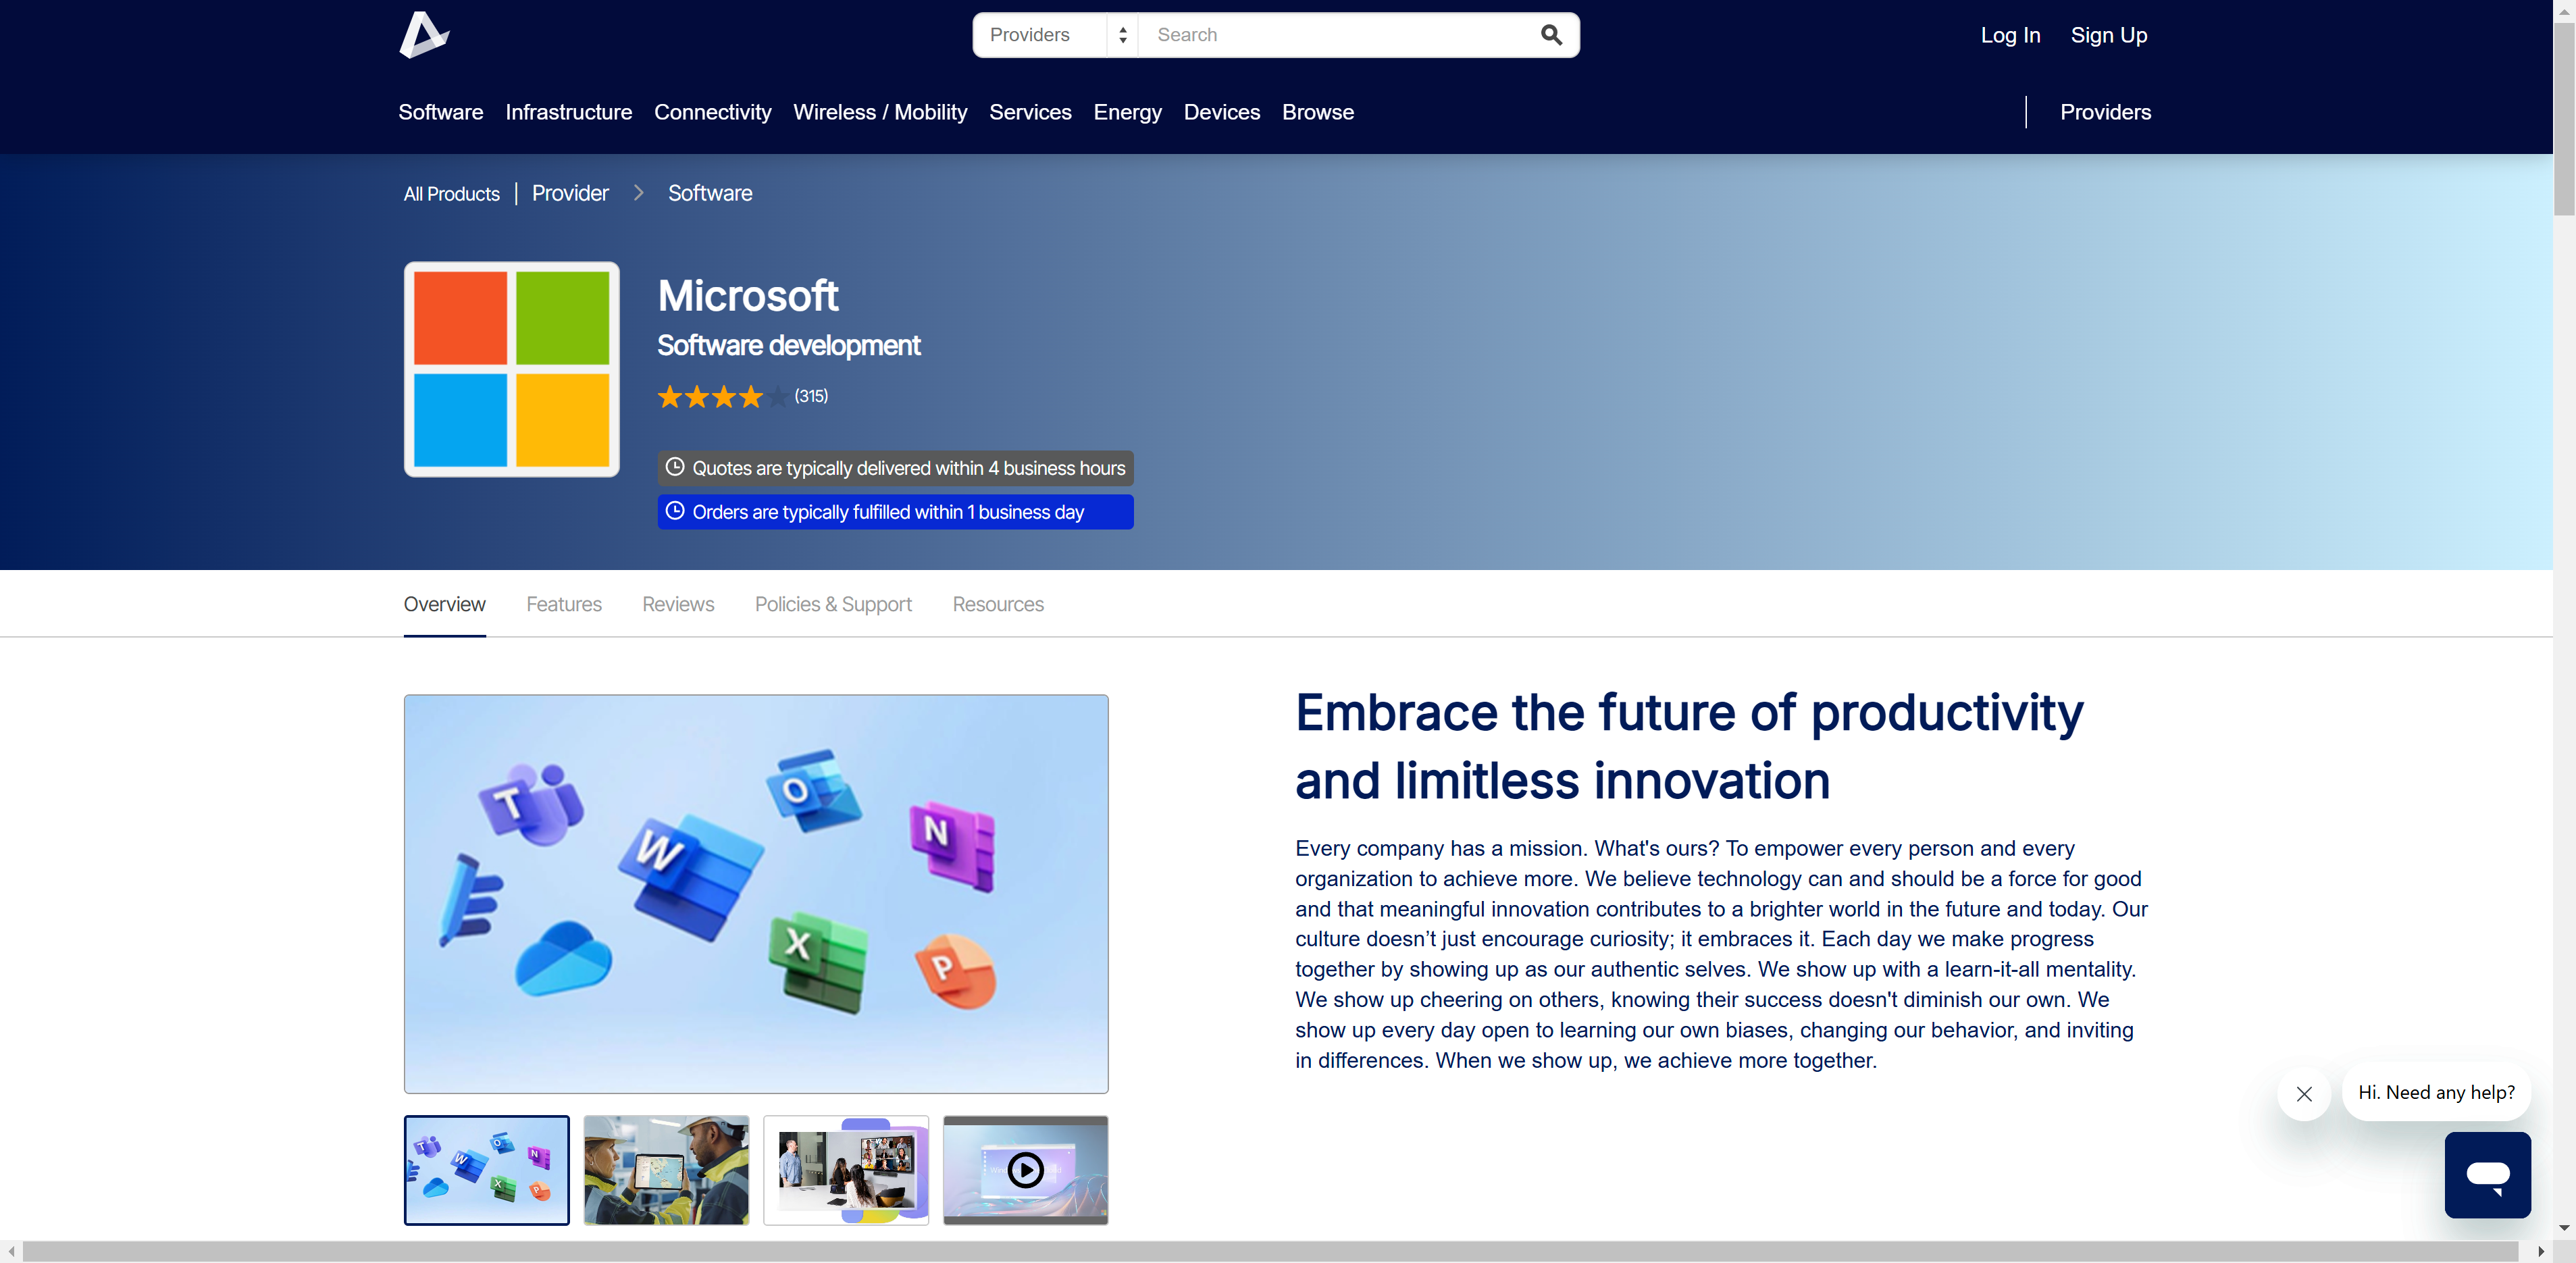 Providers
Search
Log In
Sign Up
Software
Infrastructure
Connectivity
Wireless / Mobility
Services
Energy
Devices
Browse
Providers
All Products
Provider
Software
Microsoft
Software development
(315)
Quotes are typically delivered within 4 business hours
Orders are typically fulfilled within 1 business day
Overview
Features
Reviews
Policies & Support
Resources
T
O
N
W
X
P
Embrace the future of productivity
and limitless innovation
Every company has a mission. What's ours? To empower every person and every
organization to achieve more. We believe technology can and should be a force for good
and that meaningful innovation contributes to a brighter world in the future and today. Our
culture doesn’t just encourage curiosity; it embraces it. Each day we make progress
together by showing up as our authentic selves. We show up with a learn-it-all mentality.
We show up cheering on others, knowing their success doesn't diminish our own. We
show up every day open to learning our own biases, changing our behavior, and inviting
in differences. When we show up, we achieve more together.
T
O
N
W
X
P
Hi. Need any help?